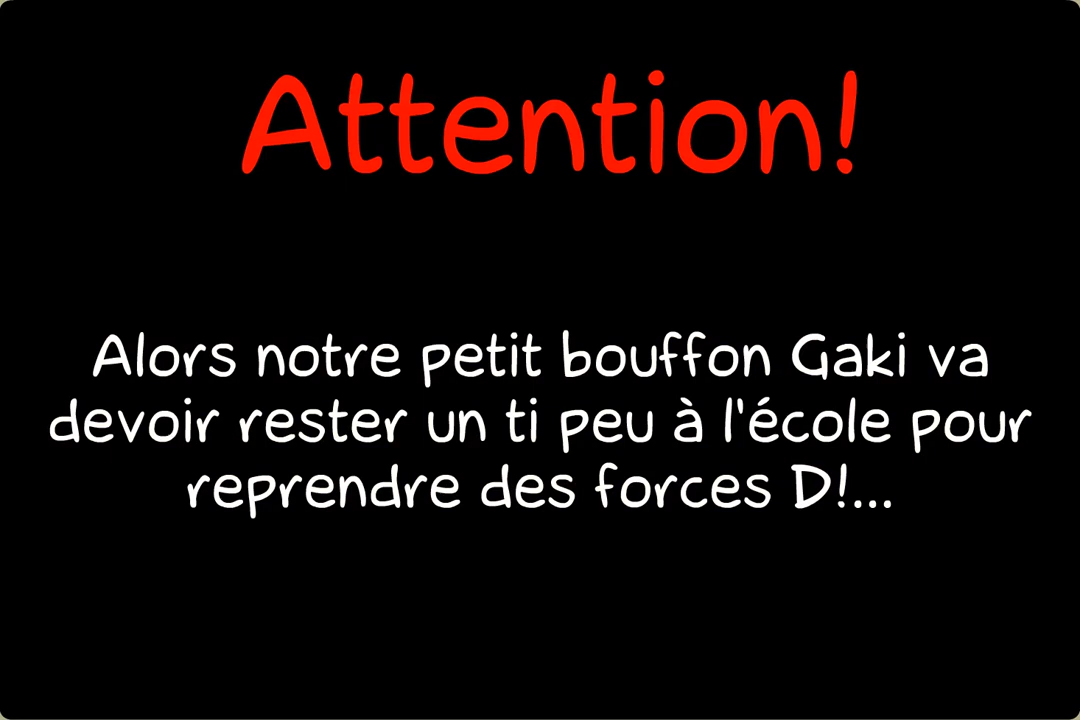 Attention!
Alors notre petit bouffon Gaki va
devoir rester un ti peu à l'école pour
reprendre des forces D!...